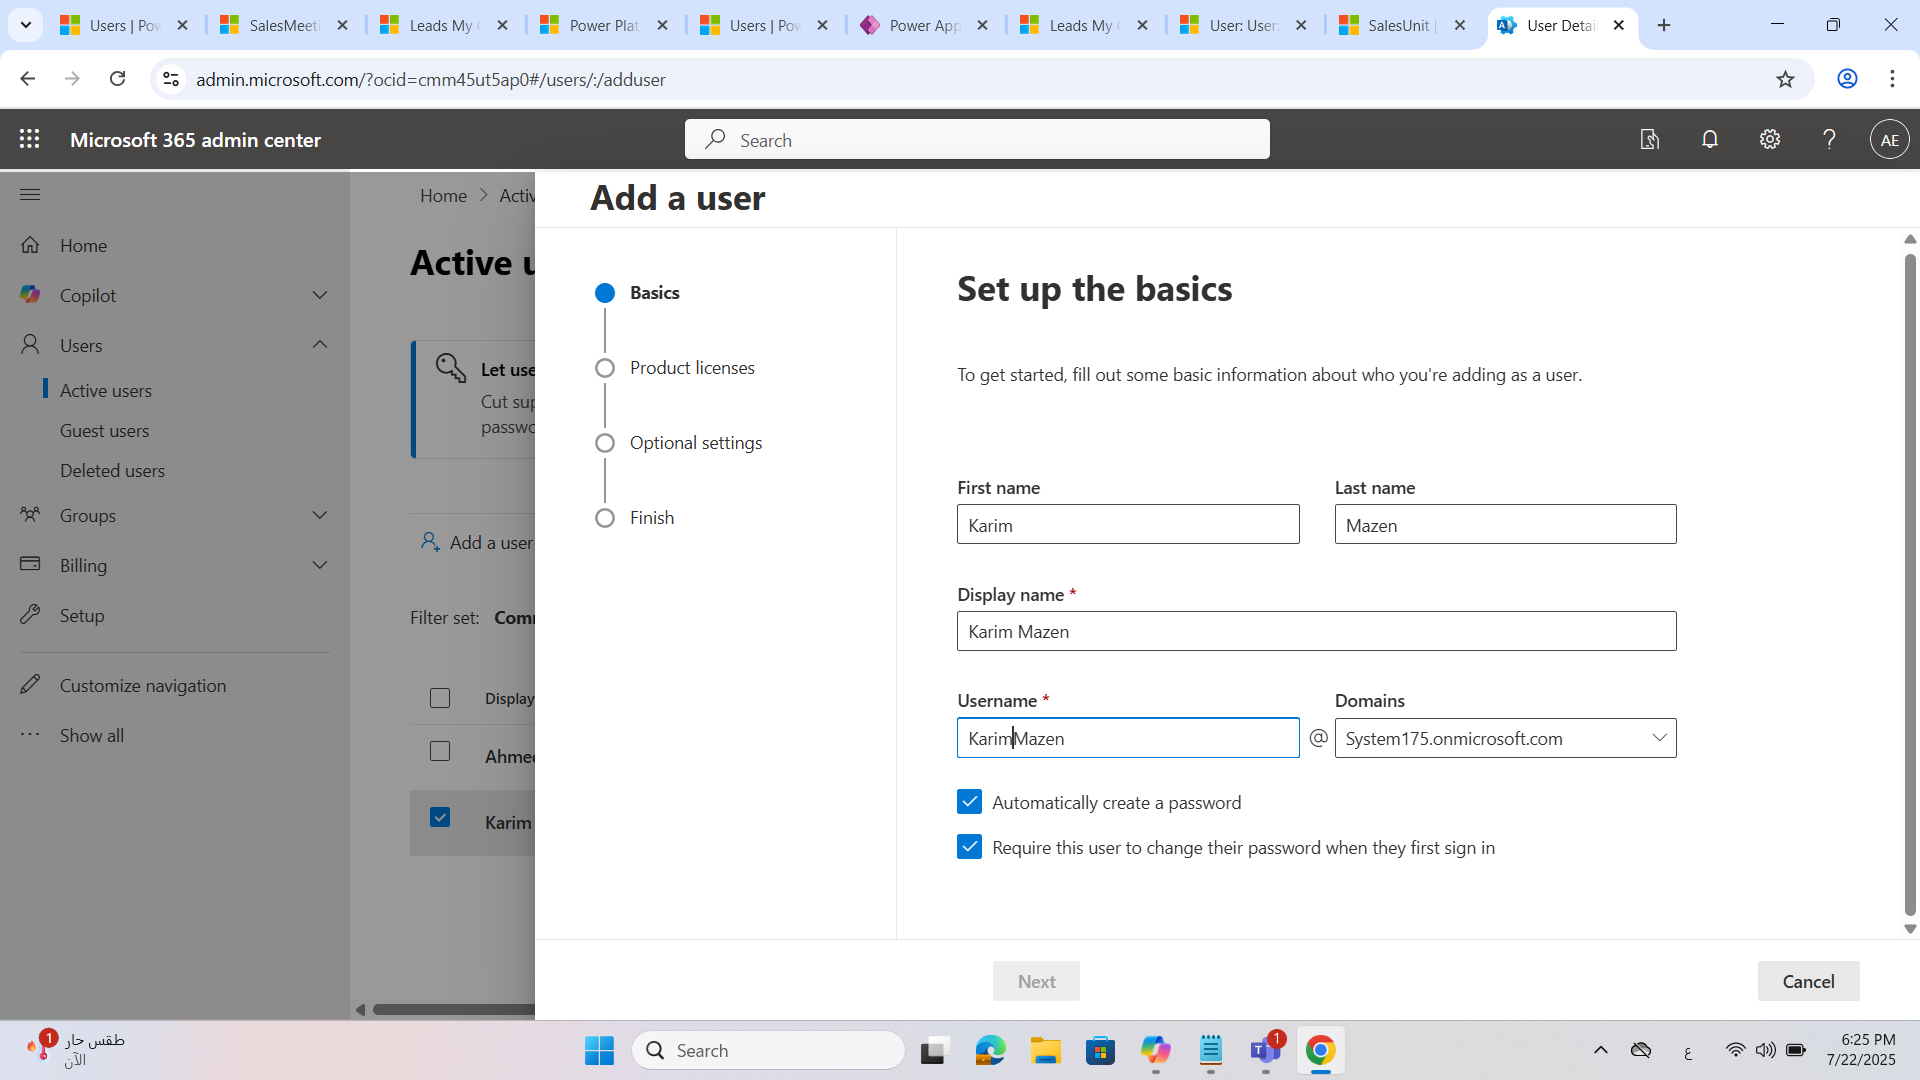 Users | Pow
SalesMeeti
Leads My
Power Plat
Users | Pow
Power App
Leads My
User: User
SalesUnit |
User Detai
admin.microsoft.com/?ocid=cmm45ut5ap0#/users/:/adduser
Microsoft 365 admin center
Search
AE
Home
Copilot
Users
Active users
Guest users
Deleted users
Groups
Billing
Setup
Customize navigation
Show all
Home > Activ
Active u
Let use
Cut sup
passwo
Add a user
Filter set: Com
Display
Ahmed
Karim
Add a user
Basics
Product licenses
Optional settings
Finish
Set up the basics
To get started, fill out some basic information about who you're adding as a user.
First name
Last name
Karim
Mazen
Display name *
Karim Mazen
Username *
Domains
KarimMazen
@
System175.onmicrosoft.com
Automatically create a password
Require this user to change their password when they first sign in
Next
Cancel
1
طقس حار
الآن
Search
1
ع
6:25 PM
7/22/2025